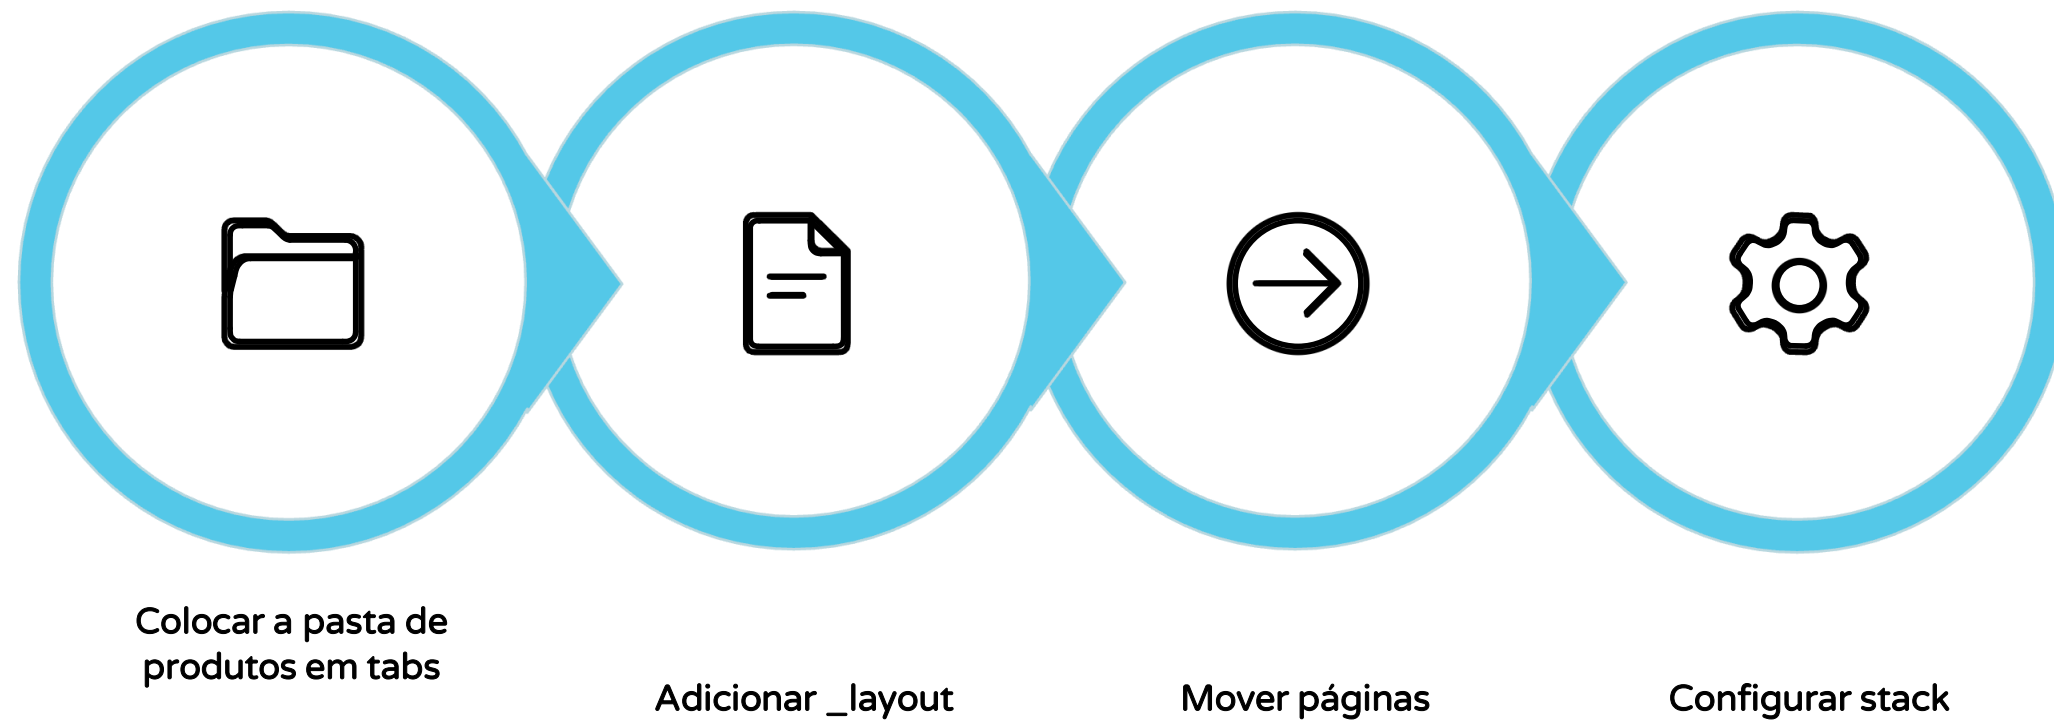 Colocar a pasta de
produtos em tabs
Adicionar _layout
Mover páginas
Configurar stack